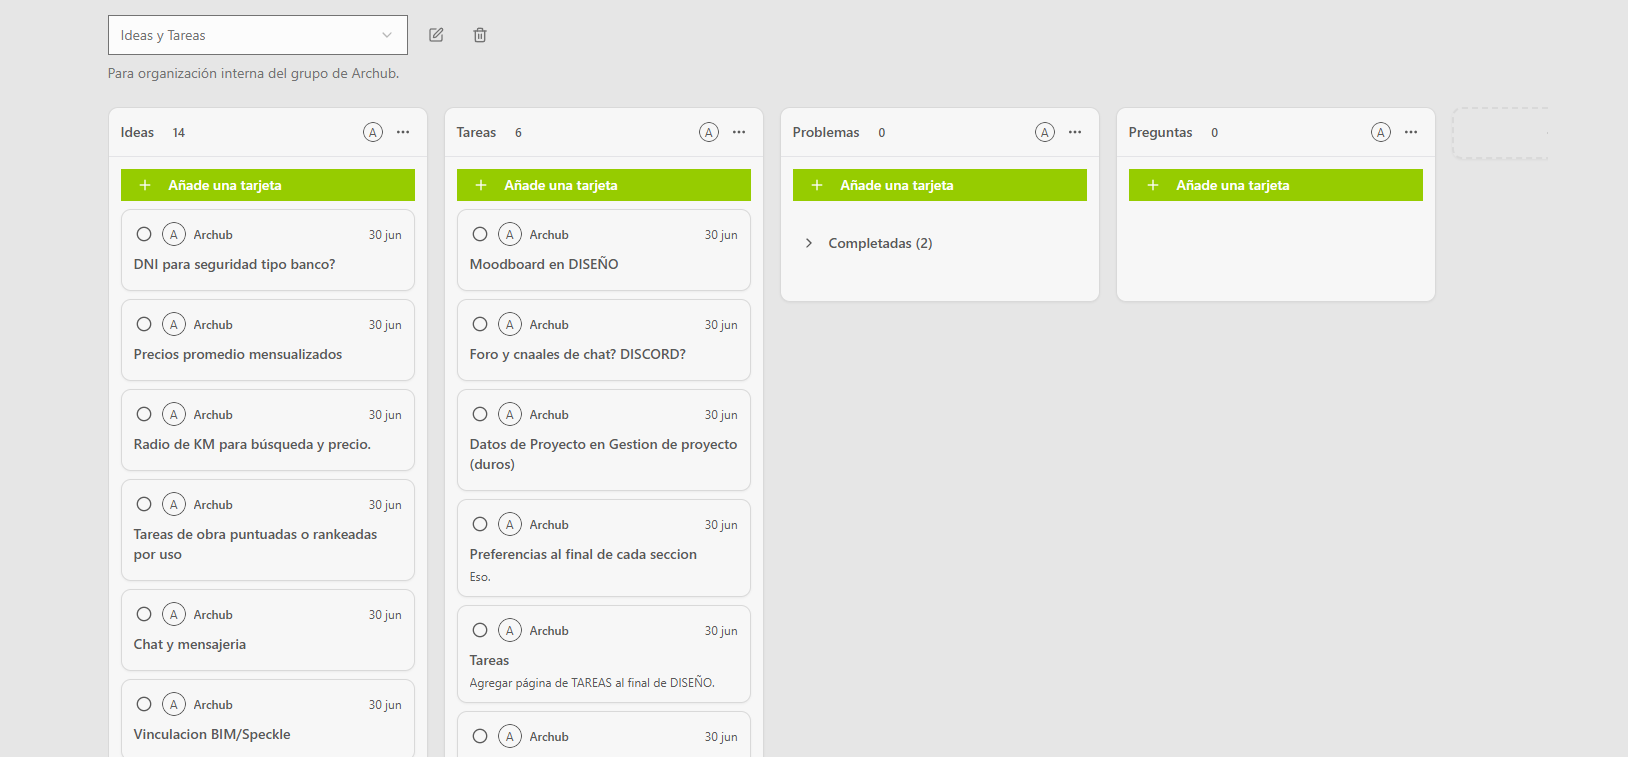 Ideas y Tareas
Para organización interna del grupo de Archub.
Ideas 14 A
Añade una tarjeta
A Archub 30 jun
DNI para seguridad tipo banco?
A Archub 30 jun
Precios promedio mensualizados
A Archub 30 jun
Radio de KM para búsqueda y precio.
A Archub 30 jun
Tareas de obra puntuadas o rankeadas
por uso
A Archub 30 jun
Chat y mensajeria
A Archub 30 jun
Vinculacion BIM/Speckle
Tareas 6 A
Añade una tarjeta
A Archub 30 jun
Moodboard en DISEÑO
A Archub 30 jun
Foro y cnaales de chat? DISCORD?
A Archub 30 jun
Datos de Proyecto en Gestion de proyecto
(duros)
A Archub 30 jun
Preferencias al final de cada seccion
Eso.
A Archub 30 jun
Tareas
Agregar página de TAREAS al final de DISEÑO.
A Archub 30 jun
Problemas 0 A
Añade una tarjeta
Completadas (2)
Preguntas 0 A
Añade una tarjeta